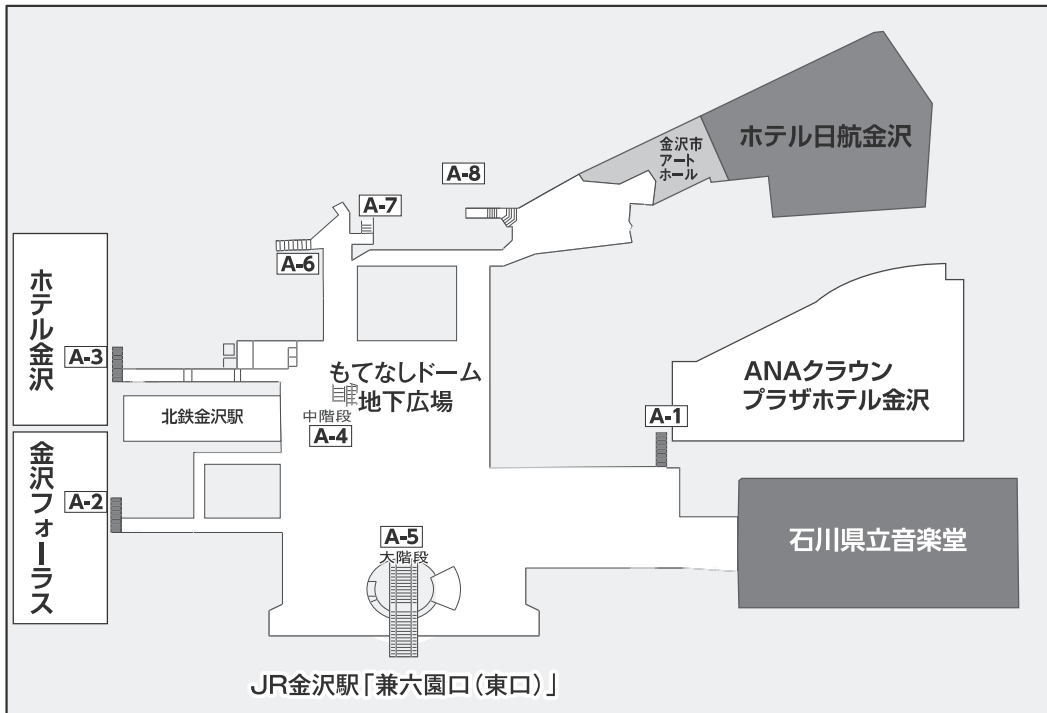 ホテル日航金沢
金沢市
アート
ホール
A-8
A-7
A-6
ホテル金沢
A-3
もてなしドーム
地下広場
中階段
A-4
北鉄金沢駅
ANAクラウン
プラザホテル金沢
A-1
金沢フォーラス
A-2
A-5
大階段
石川県立音楽堂
JR金沢駅「兼六園口(東口)」